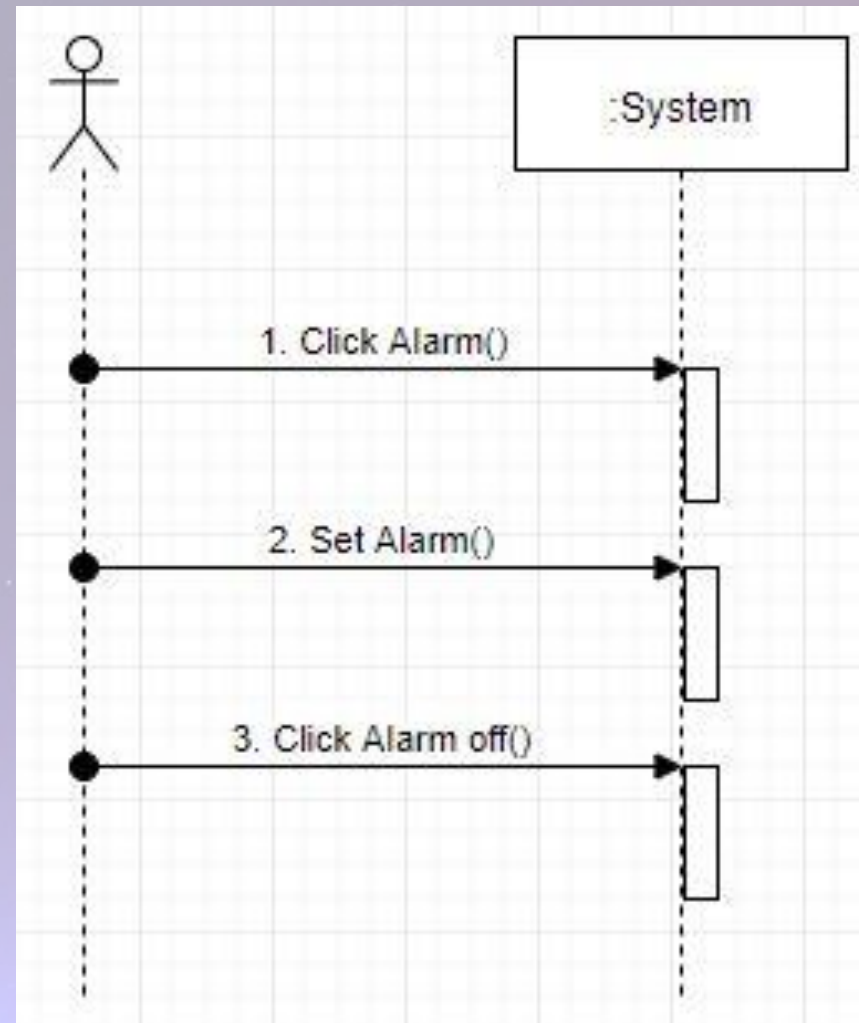 :System
1. Click Alarm()
2. Set Alarm()
3. Click Alarm off()